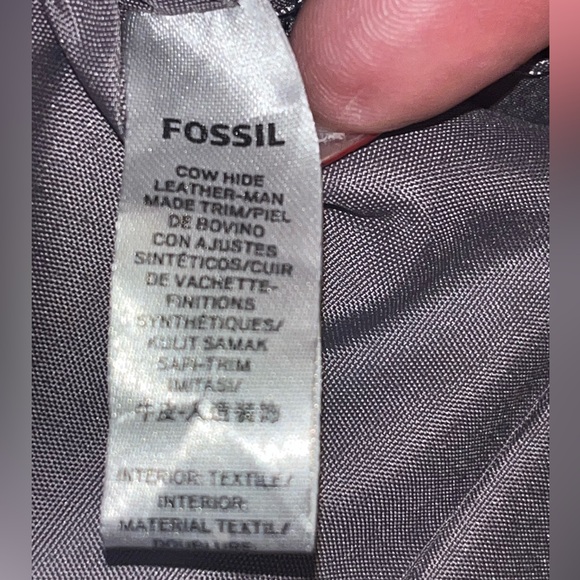 FOSSIL
COW HIDE
LEATHER-MAN
MADE TRIM/PIEL
DE BOVINO
CON AJUSTES
SINTÉTICOS/CUIR
DE VACHETTE-
FINITIONS
SYNTHÉTIQUES/
KULIT SAMAK
SAPI-TRIM
IMITASI/
牛皮-人造装饰
INTERIOR: TEXTILE/
INTERIOR:
MATERIAL TEXTIL/
DOUBLURE: